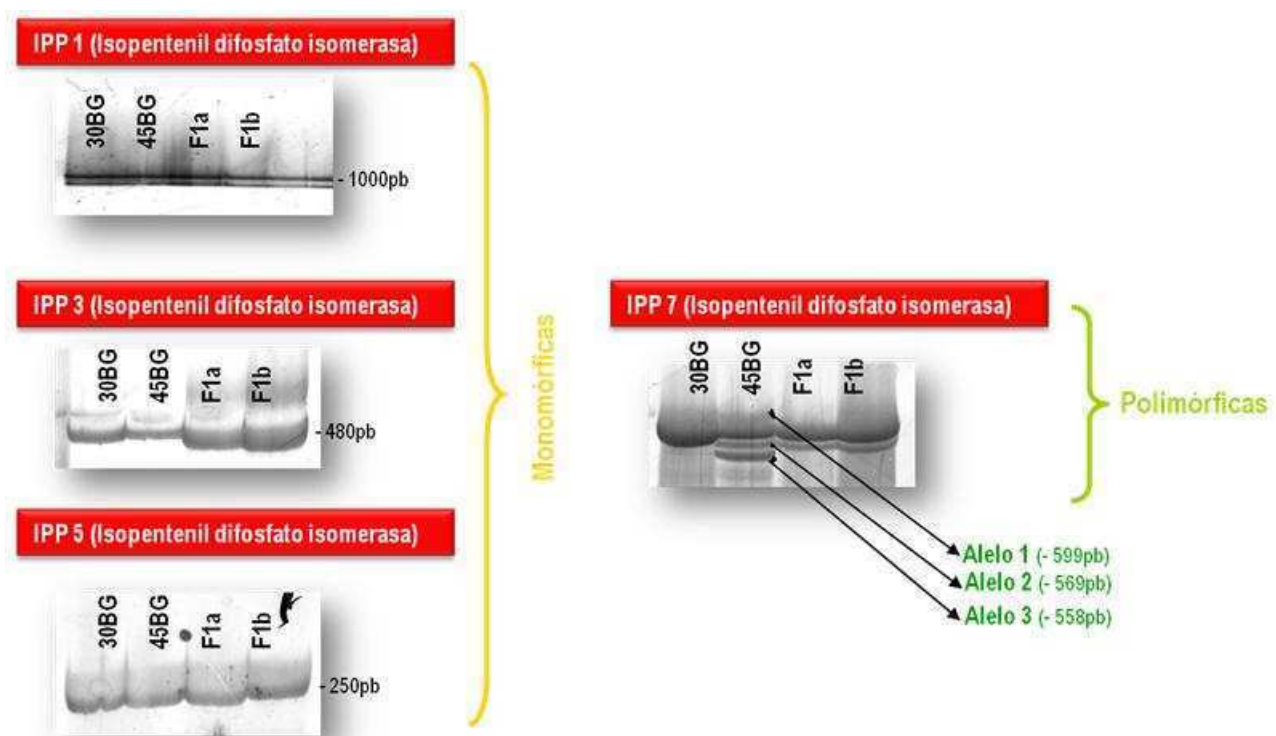 IPP 1 (Isopentenil difosfato isomerasa)
30BG 45BG F1a F1b
- 1000pb
IPP 3 (Isopentenil difosfato isomerasa)
30BG 45BG F1a F1b
- 480pb
IPP 5 (Isopentenil difosfato isomerasa)
30BG 45BG F1a F1b
- 250pb
Monomórficas
IPP 7 (Isopentenil difosfato isomerasa)
30BG 45BG F1a F1b
Polimórficas
Alelo 1 (- 599pb)
Alelo 2 (- 569pb)
Alelo 3 (- 558pb)